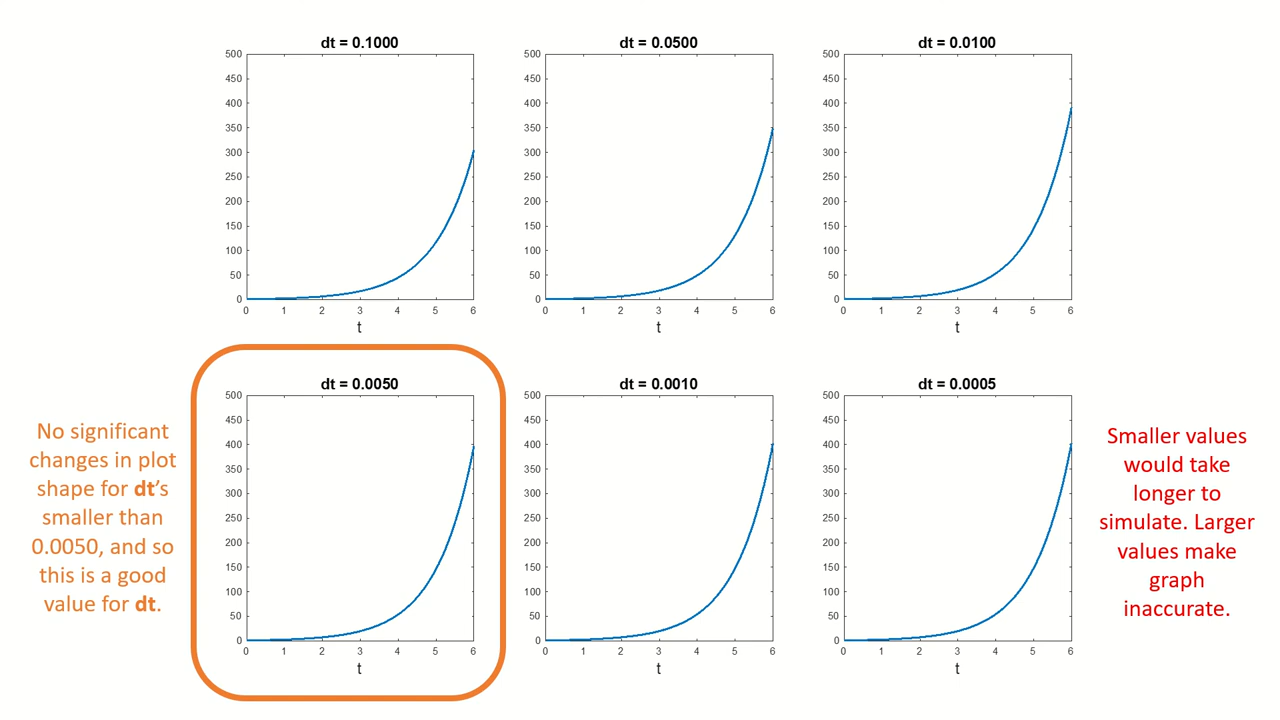 dt = 0.1000
500
450
400
350
300
250
200
150
100
50
0
0 1 2 3 4 5 6
t
dt = 0.0500
500
450
400
350
300
250
200
150
100
50
0
0 1 2 3 4 5 6
t
dt = 0.0100
500
450
400
350
300
250
200
150
100
50
0
0 1 2 3 4 5 6
t
No significant
changes in plot
shape for dt's
smaller than
0.0050, and so
this is a good
value for dt.
dt = 0.0050
500
450
400
350
300
250
200
150
100
50
0
0 1 2 3 4 5 6
t
dt = 0.0010
500
450
400
350
300
250
200
150
100
50
0
0 1 2 3 4 5 6
t
dt = 0.0005
500
450
400
350
300
250
200
150
100
50
0
0 1 2 3 4 5 6
t
Smaller values
would take
longer to
simulate. Larger
values make
graph
inaccurate.